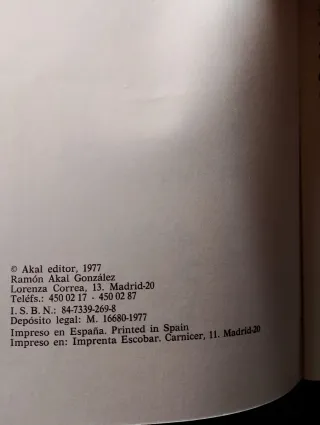 © Akal editor, 1977
Ramón Akal González
Lorenza Correa, 13. Madrid-20
Teléfs.: 450 02 17 - 450 02 87
I. S. B. N.: 84-7339-269-8
Depósito legal: M. 16680-1977
Impreso en España. Printed in Spain
Impreso en: Imprenta Escobar. Carnicer, 11. Madrid-20